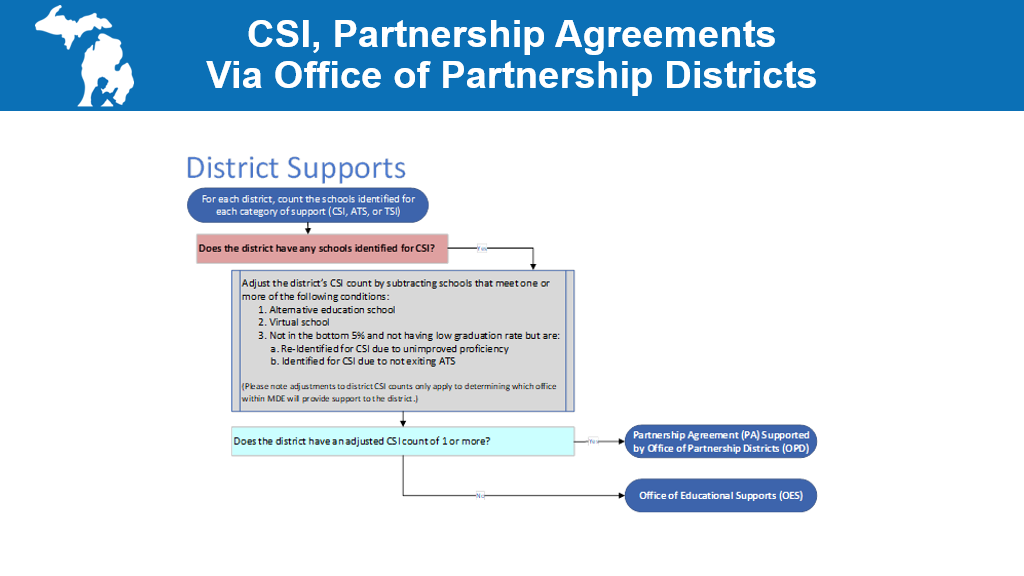 CSI, Partnership Agreements
Via Office of Partnership Districts
District Supports
For each district, count the schools identified for
each category of support (CSI, ATS, or TSI)
Does the district have any schools identified for CSI?
Yes
Adjust the district's CSI count by subtracting schools that meet one or
more of the following conditions:
1. Alternative education school
2. Virtual school
3. Not in the bottom 5% and not having low graduation rate but are:
a. Re-Identified for CSI due to unimproved proficiency
b. Identified for CSI due to not exiting ATS
(Please note adjustments to district CSI counts only apply to determining which office
within MDE will provide support to the district.)
Does the district have an adjusted CSI count of 1 or more?
Yes
Partnership Agreement (PA) Supported
by Office of Partnership Districts (OPD)
No
Office of Educational Supports (OES)